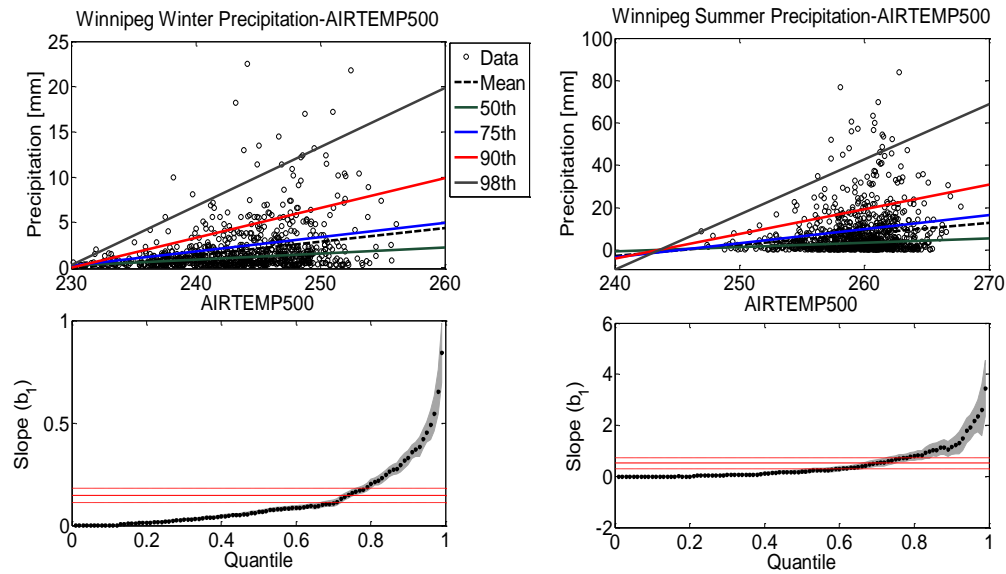 Winnipeg Winter Precipitation-AIRTEMP500
Precipitation [mm]
25
20
15
10
5
0
230
240
250
260
AIRTEMP500
Data
Mean
50th
75th
90th
98th
Winnipeg Summer Precipitation-AIRTEMP500
Precipitation [mm]
100
80
60
40
20
0
240
250
260
270
AIRTEMP500
Slope (b1)
1
0.5
0
0
0.2
0.4
0.6
0.8
1
Quantile
Slope (b1)
6
4
2
0
-2
0
0.2
0.4
0.6
0.8
1
Quantile